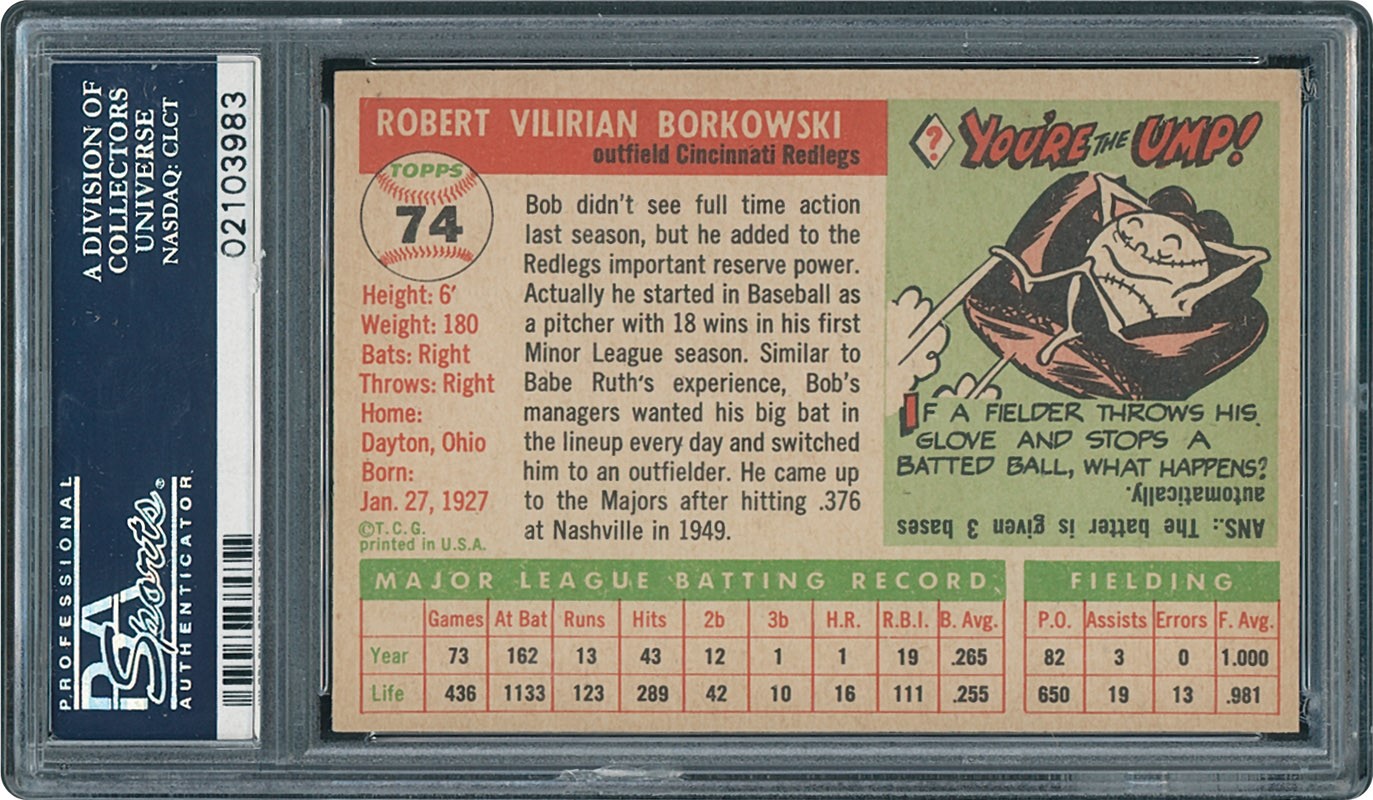 A DIVISION OF
COLLECTORS
UNIVERSE
NASDAQ: CLCT
02103983
PROFESSIONAL
PSA
Sports®
AUTHENTICATOR
ROBERT VILIRIAN BORKOWSKI
outfield Cincinnati Redlegs
TOPPS
74
Height: 6′
Weight: 180
Bats: Right
Throws: Right
Home:
Dayton, Ohio
Born:
Jan. 27, 1927
©T.C.G.
printed in U.S.A.
Bob didn't see full time action
last season, but he added to the
Redlegs important reserve power.
Actually he started in Baseball as
a pitcher with 18 wins in his first
Minor League season. Similar to
Babe Ruth's experience, Bob's
managers wanted his big bat in
the lineup every day and switched
him to an outfielder. He came up
to the Majors after hitting .376
at Nashville in 1949.
? YOU'RE THE UMP!
IF A FIELDER THROWS HIS
GLOVE AND STOPS A
BATTED BALL, WHAT HAPPENS?
ANS.: The batter is given 3 bases
automatically.
MAJOR LEAGUE BATTING RECORD FIELDING
Games At Bat Runs Hits 2b 3b H.R. R.B.I. B. Avg. P.O. Assists Errors F. Avg.
Year 73 162 13 43 12 1 1 19 .265 82 3 0 1.000
Life 436 1133 123 289 42 10 16 111 .255 650 19 13 .981